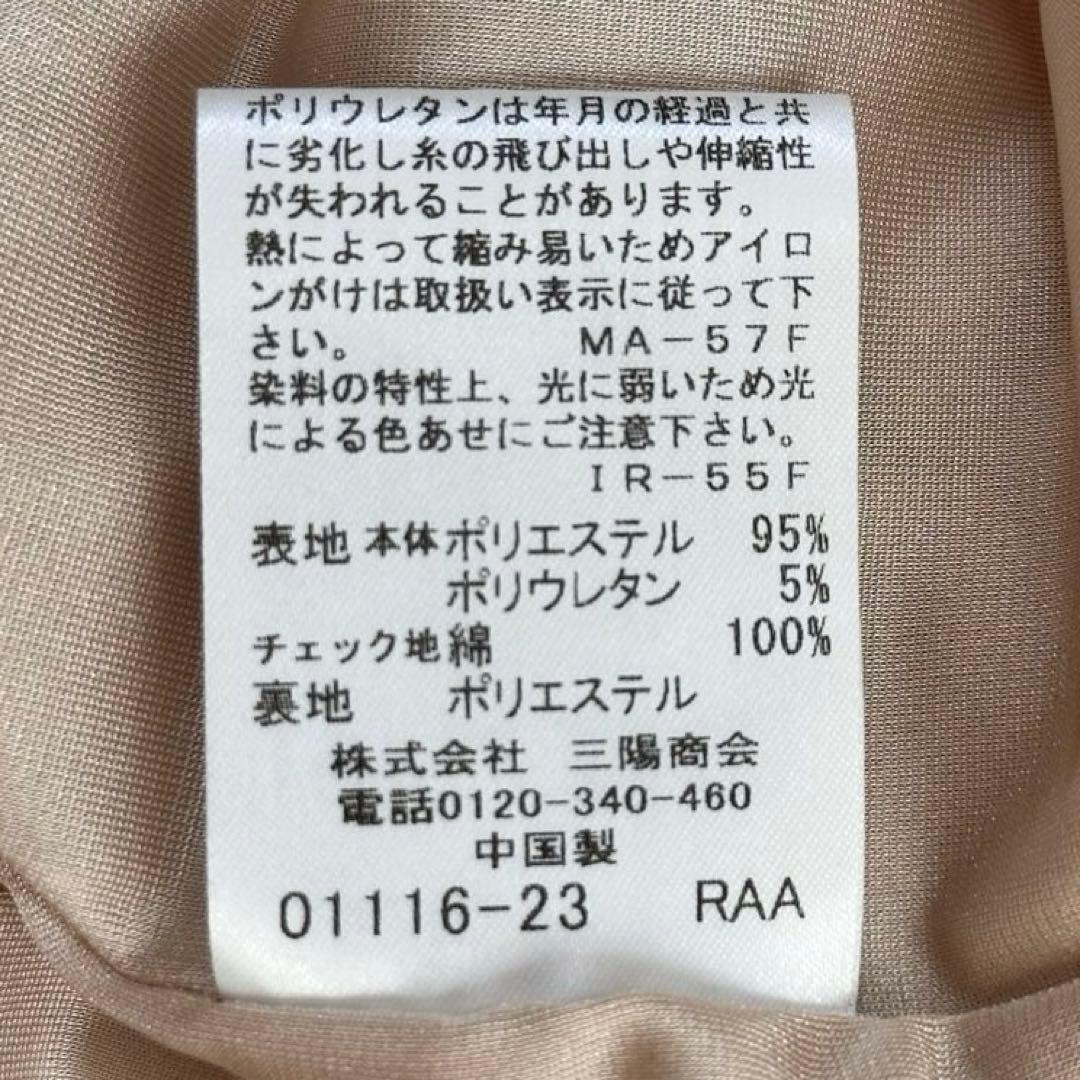 ポリウレタンは年月の経過と共
に劣化し糸の飛び出しや伸縮性
が失われることがあります。
熱によって縮み易いためアイロ
ンがけは取扱い表示に従って下
さい。 MA-57F
染料の特性上、光に弱いため光
による色あせにご注意下さい。
IR-55F
表地 本体ポリエステル 95%
ポリウレタン 5%
チェック地綿 100%
裏地 ポリエステル
株式会社 三陽商会
電話0120-340-460
中国製
01116-23 RAA